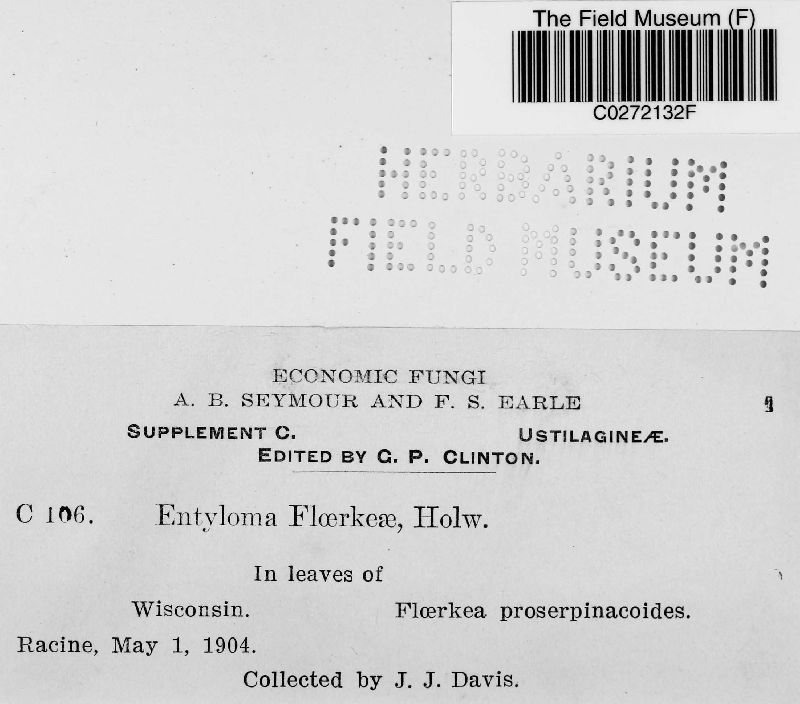 The Field Museum (F)
C0272132F
HERBARIUM
FIELD MUSEUM
ECONOMIC FUNGI
A. B. SEYMOUR AND F. S. EARLE
SUPPLEMENT C. USTILAGINEÆ.
EDITED BY G. P. CLINTON.
C 106. Entyloma Flœrkeæ, Holw.
In leaves of
Wisconsin. Flœrkea proserpinacoides.
Racine, May 1, 1904.
Collected by J. J. Davis.